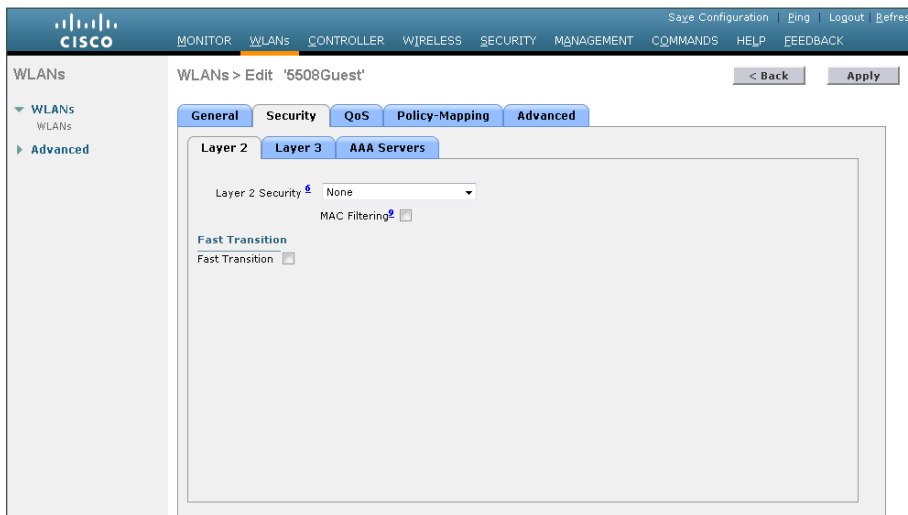 Save Configuration | Ping | Logout | Refres
CISCO
MONITOR WLANs CONTROLLER WIRELESS SECURITY MANAGEMENT COMMANDS HELP FEEDBACK
WLANs
WLANs > Edit '5508Guest'
< Back
Apply
WLANs
WLANs
Advanced
General Security QoS Policy-Mapping Advanced
Layer 2 Layer 3 AAA Servers
Layer 2 Security 6 None
MAC Filtering 9
Fast Transition
Fast Transition